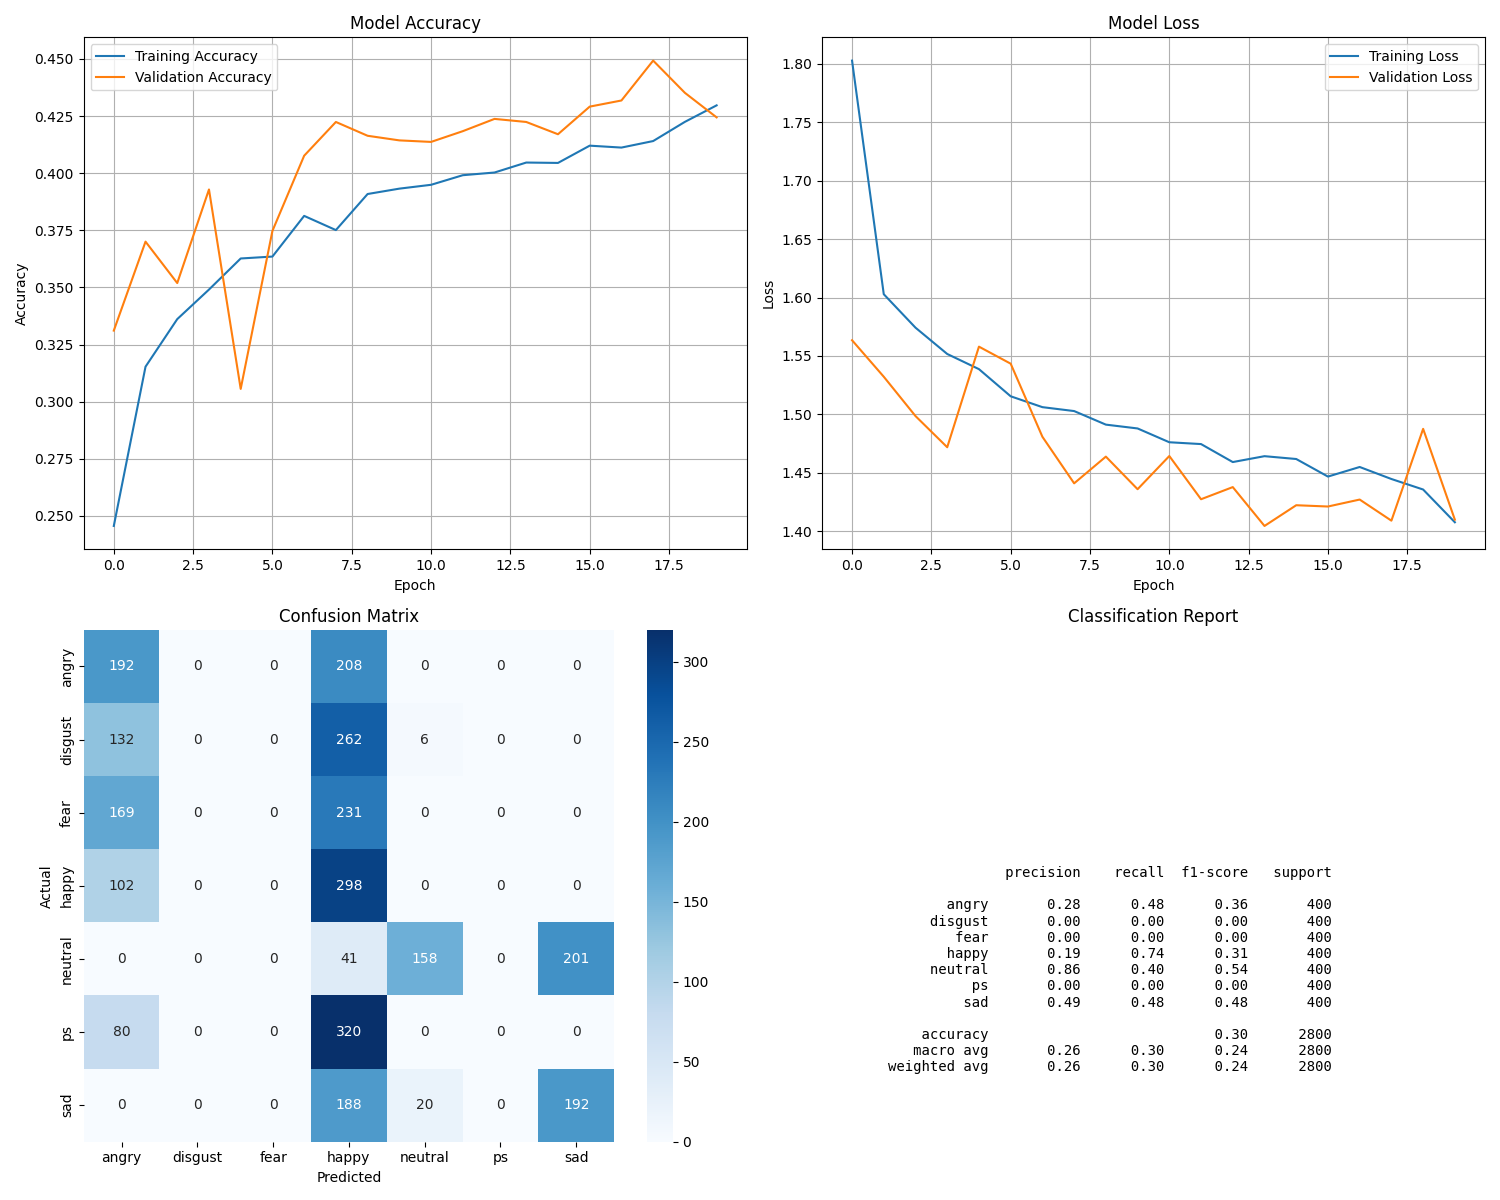 Model Accuracy
Training Accuracy
Validation Accuracy
0.450
0.425
0.400
0.375
0.350
0.325
0.300
0.275
0.250
Accuracy
0.0 2.5 5.0 7.5 10.0 12.5 15.0 17.5
Epoch
Model Loss
Training Loss
Validation Loss
1.80
1.75
1.70
1.65
1.60
1.55
1.50
1.45
1.40
Loss
0.0 2.5 5.0 7.5 10.0 12.5 15.0 17.5
Epoch
Confusion Matrix
angry 192 0 0 208 0 0 0
disgust 132 0 0 262 6 0 0
fear 169 0 0 231 0 0 0
happy 102 0 0 298 0 0 0
neutral 0 0 0 41 158 0 201
ps 80 0 0 320 0 0 0
sad 0 0 0 188 20 0 192
Actual
angry disgust fear happy neutral ps sad
Predicted
300
250
200
150
100
50
0
Classification Report
precision recall f1-score support
angry 0.28 0.48 0.36 400
disgust 0.00 0.00 0.00 400
fear 0.00 0.00 0.00 400
happy 0.19 0.74 0.31 400
neutral 0.86 0.40 0.54 400
ps 0.00 0.00 0.00 400
sad 0.49 0.48 0.48 400
accuracy 0.30 2800
macro avg 0.26 0.30 0.24 2800
weighted avg 0.26 0.30 0.24 2800